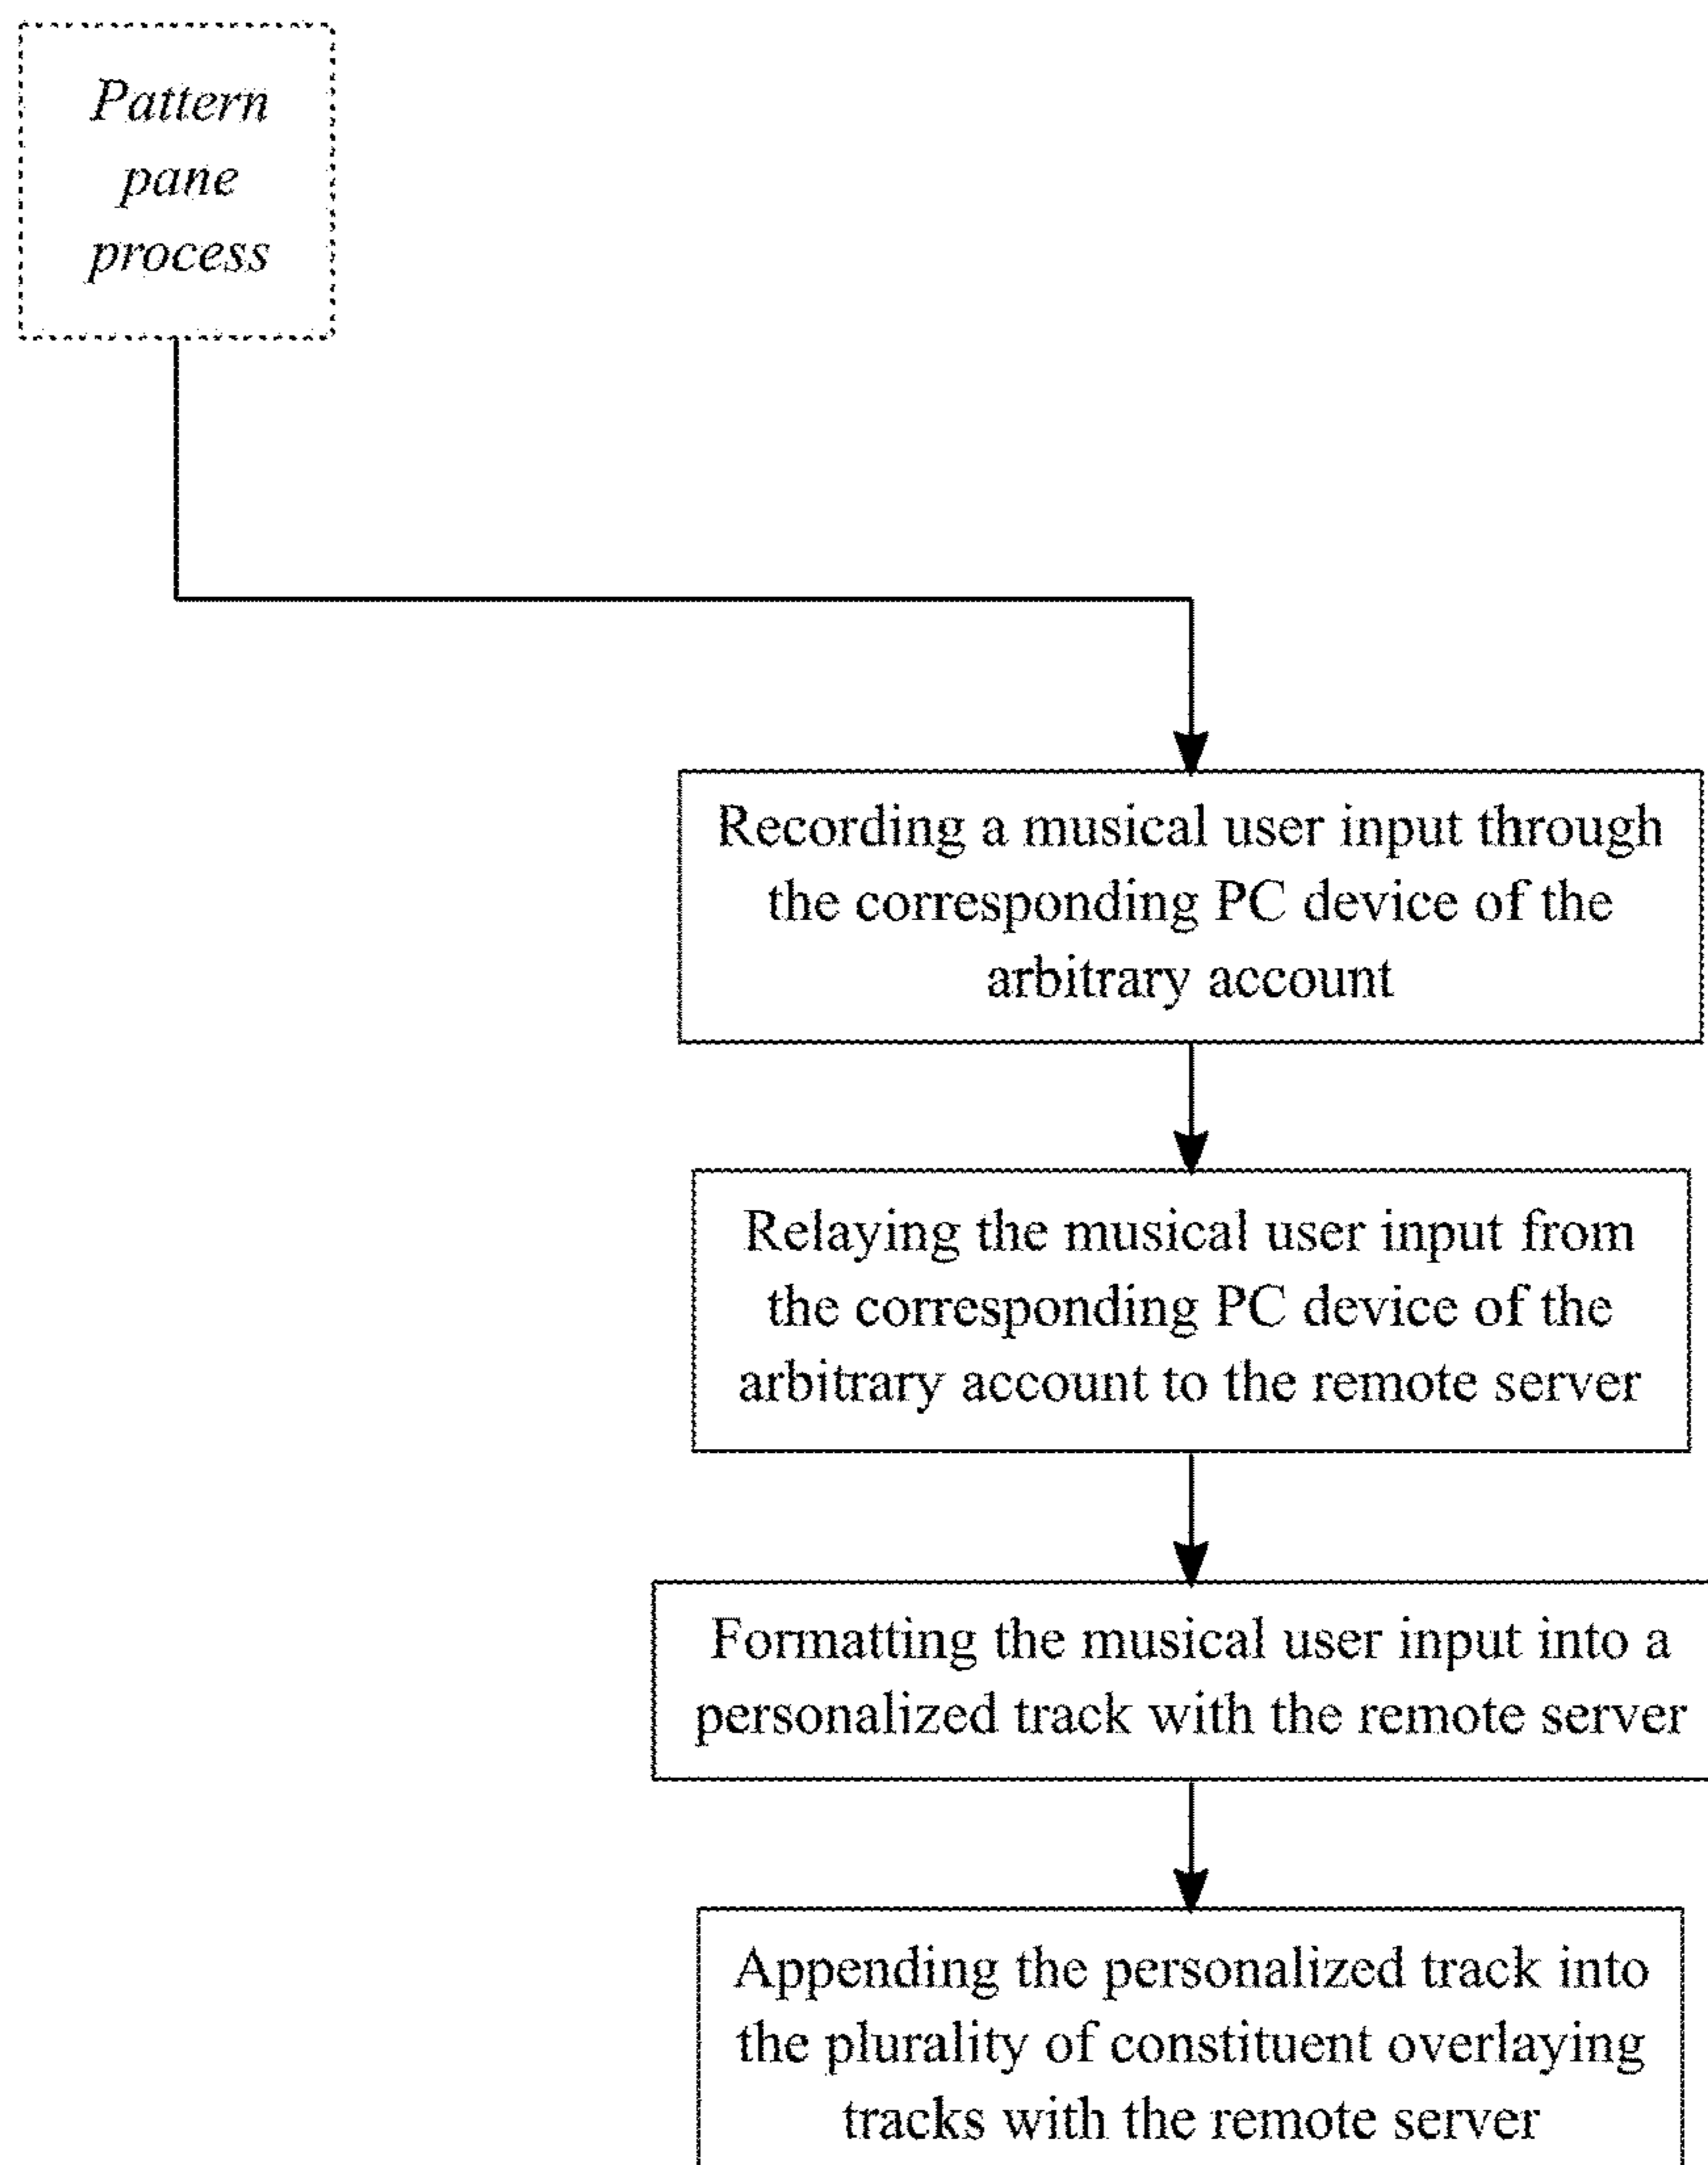 Pattern
pane
process
Recording a musical user input through
the corresponding PC device of the
arbitrary account
Relaying the musical user input from
the corresponding PC device of the
arbitrary account to the remote server
Formatting the musical user input into a
personalized track with the remote server
Appending the personalized track into
the plurality of constituent overlaying
tracks with the remote server